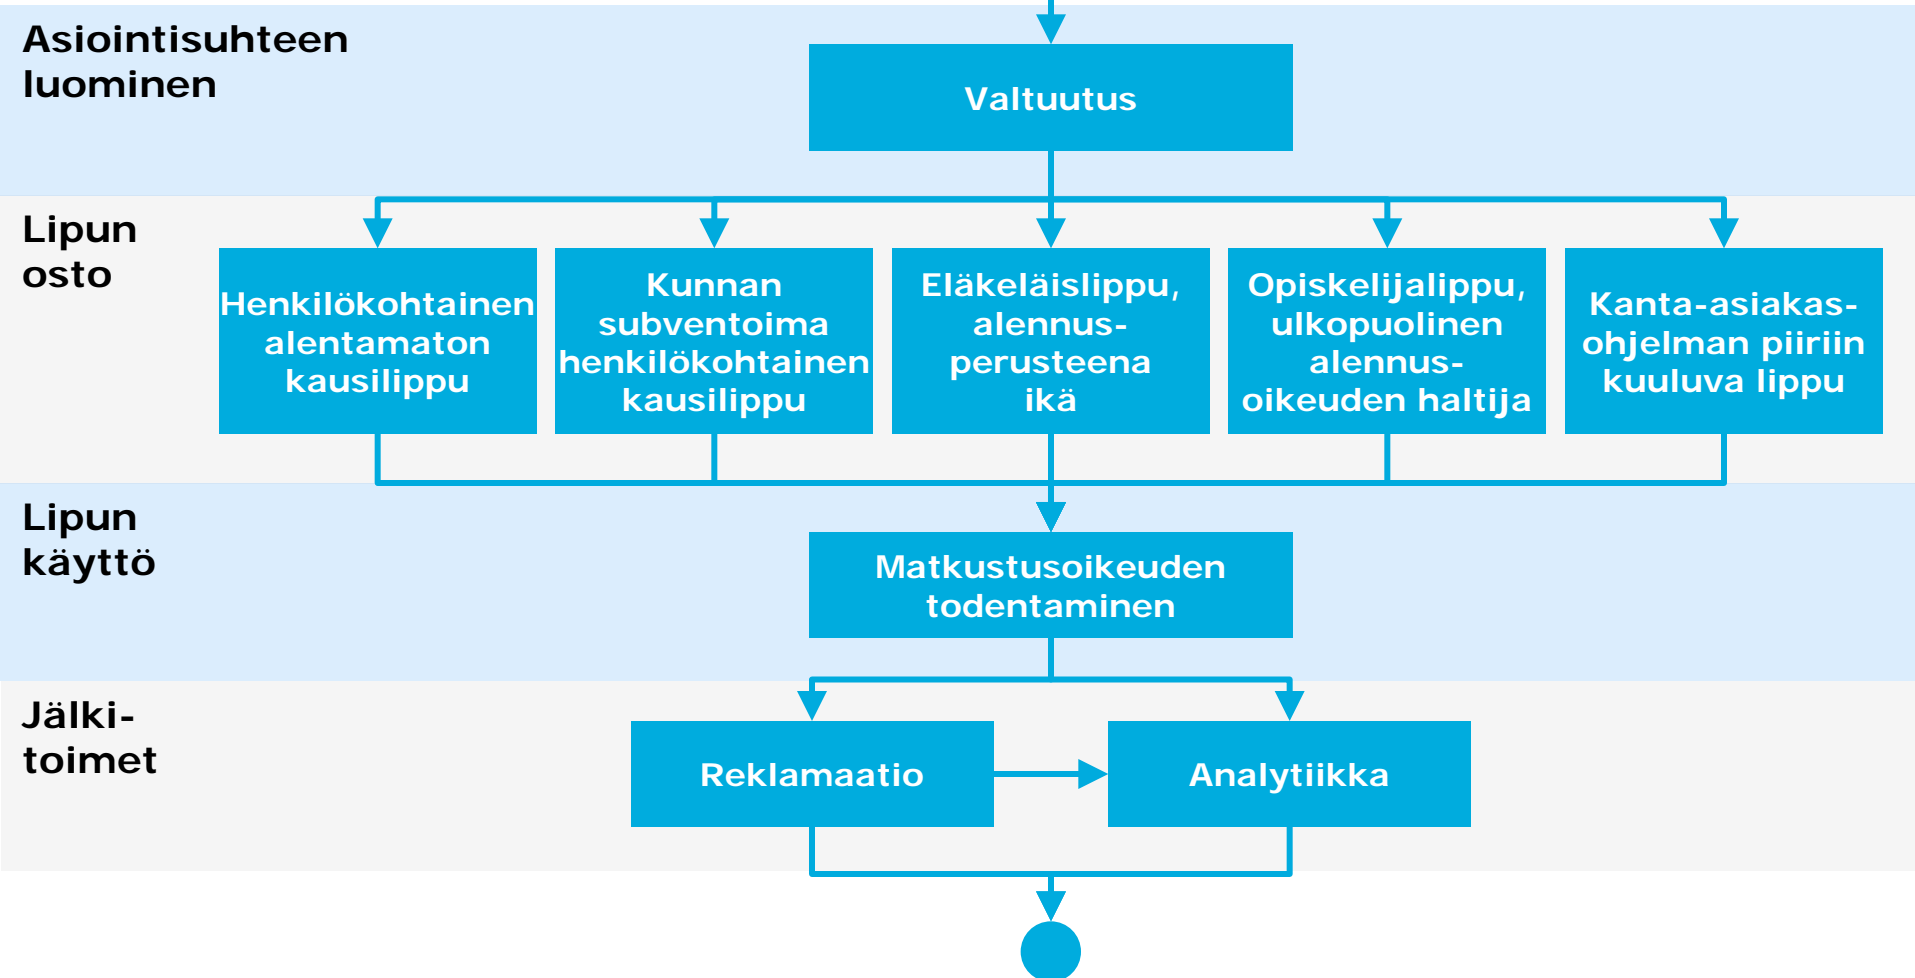 Asiointisuhteen
luominen
Valtuutus
Lipun
osto
Henkilökohtainen
alentamaton
kausilippu
Kunnan
subventoima
henkilökohtainen
kausilippu
Eläkeläislippu,
alennus-
perusteena
ikä
Opiskelijalippu,
ulkopuolinen
alennus-
oikeuden haltija
Kanta-asiakas-
ohjelman piiriin
kuuluva lippu
Lipun
käyttö
Matkustusoikeuden
todentaminen
Jälki-
toimet
Reklamaatio
Analytiikka